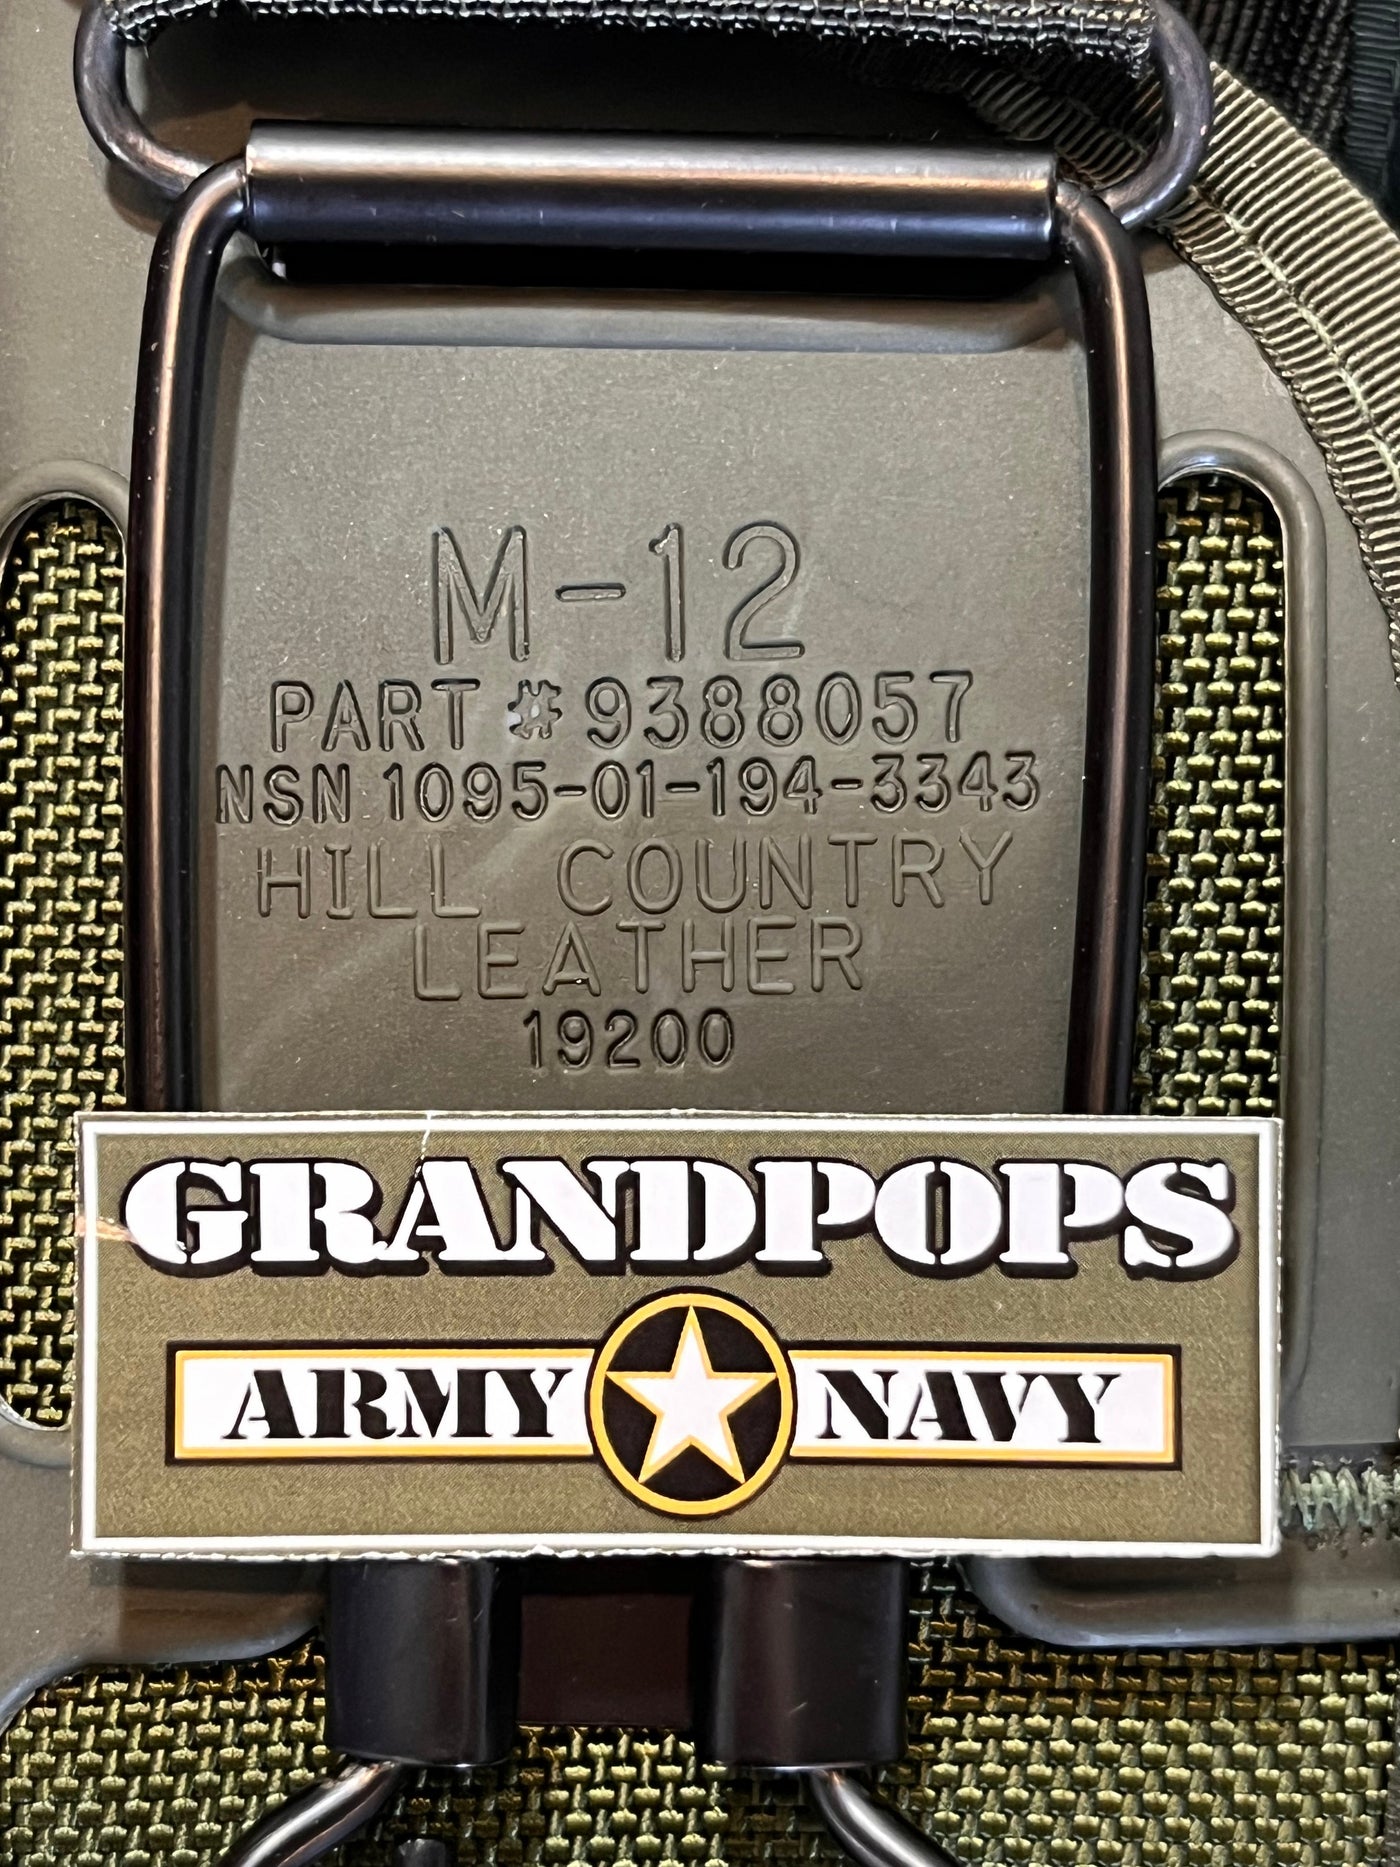 M-12
PART # 9388057
NSN 1095-01-194-3343
HILL COUNTRY
LEATHER
19200
GRANDPOPS
ARMY NAVY